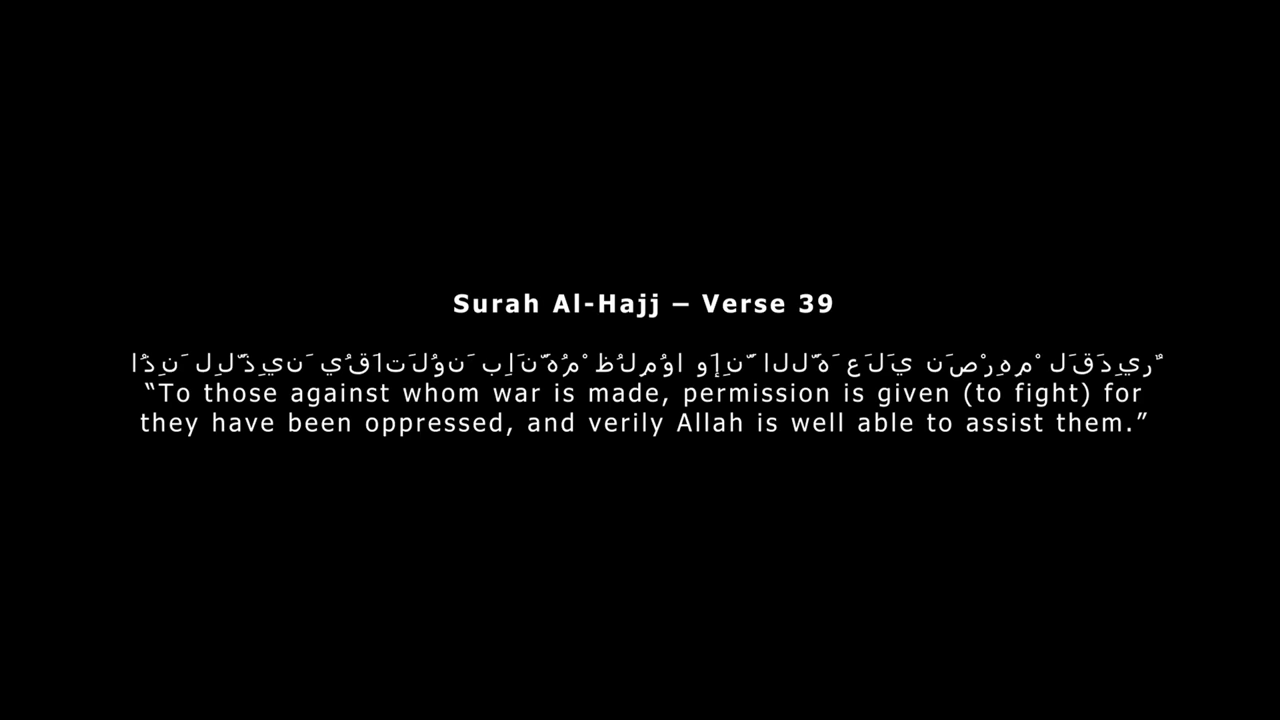 Surah Al-Hajj – Verse 39
اُذِنَ لِلَّذِينَ يُقَاتَلُونَ بِاَنَّهُمْ ظُلِمُوا وَإِنَّ اللَّهَ عَلَي نَصْرِهِمْ لَقَدِيرٌ
“To those against whom war is made, permission is given (to fight) for
they have been oppressed, and verily Allah is well able to assist them.”